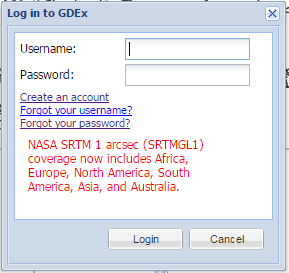 Log in to GDEx
Username:
Password:
Create an account
Forgot your username?
Forgot your password?
NASA SRTM 1 arcsec (SRTMGL1)
coverage now includes Africa,
Europe, North America, South
America, Asia, and Australia.
Login Cancel